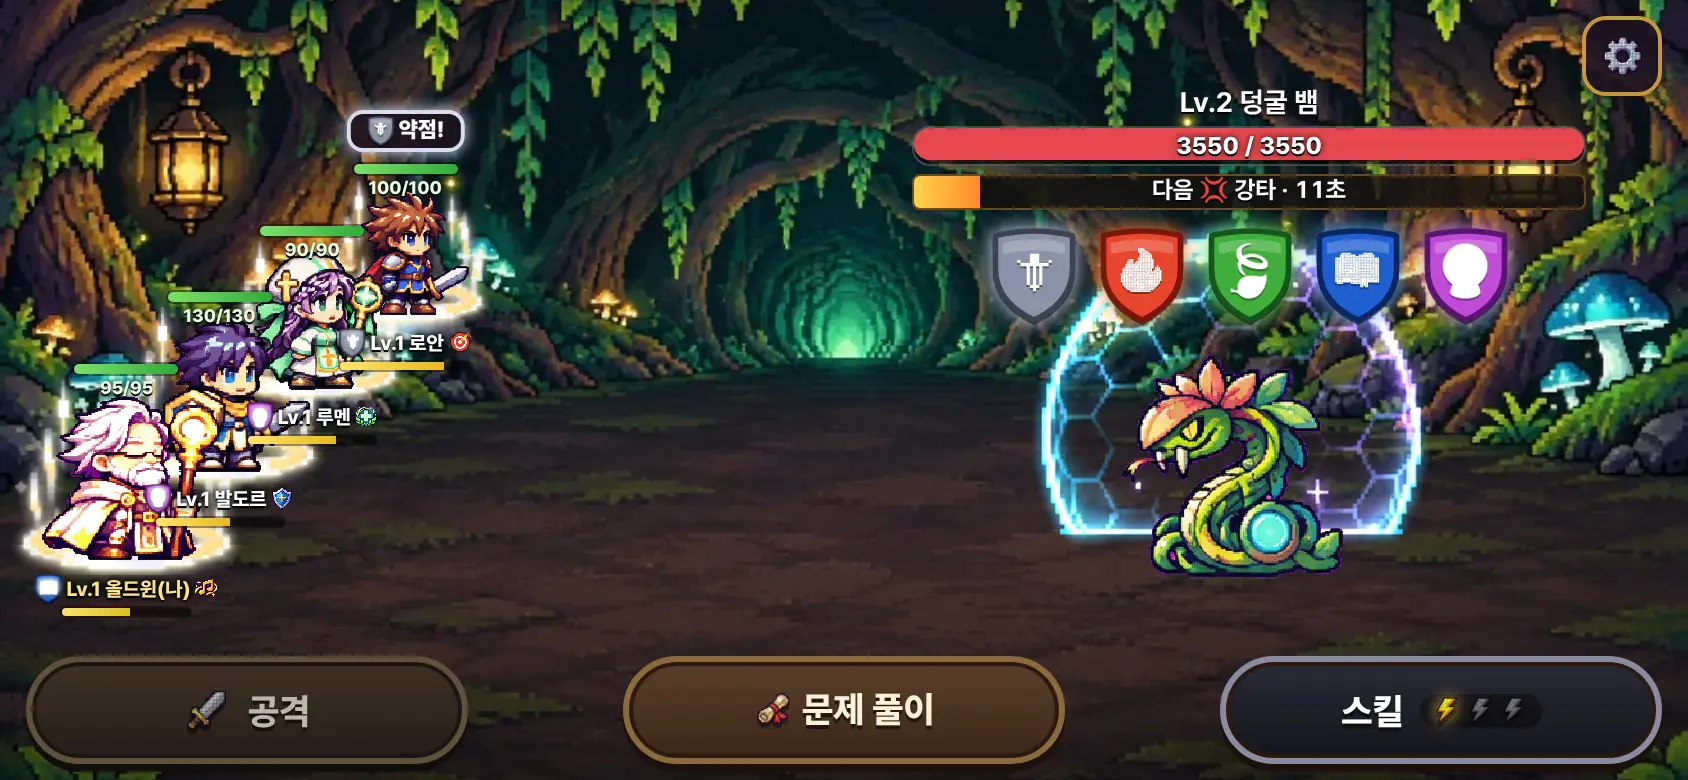 Lv.2 덩굴 뱀
3550 / 3550
다음 강타 · 11초
약점!
100/100
Lv.1 로안
90/90
Lv.1 루멘
130/130
Lv.1 발도르
95/95
Lv.1 올드윈(나)
공격
문제 풀이
스킬